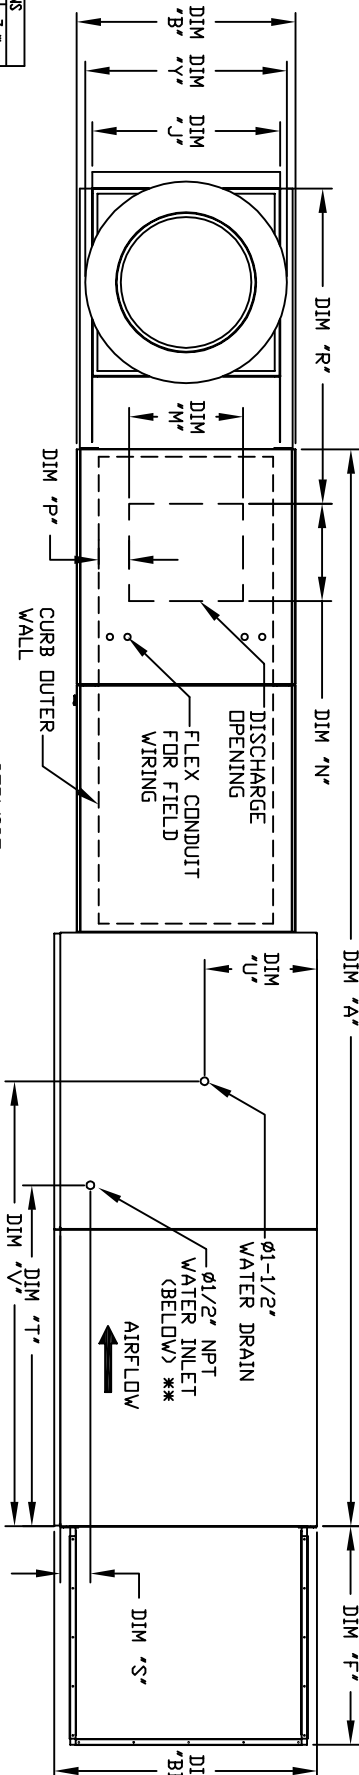 DIM
"B"
DIM
"Y"
DIM
"J"
DIM "R"
DIM
"M"
DIM "P"
DIM "N"
DISCHARGE
OPENING
FLEX CONDUIT
FOR FIELD
WIRING
CURB OUTER
WALL
DIM "A"
DIM
"U"
Ø1-1/2"
WATER DRAIN
Ø1/2" NPT
WATER INLET
(BELOW) **
AIRFLOW
DIM "T"
DIM "V"
DIM "S"
DIM "F"